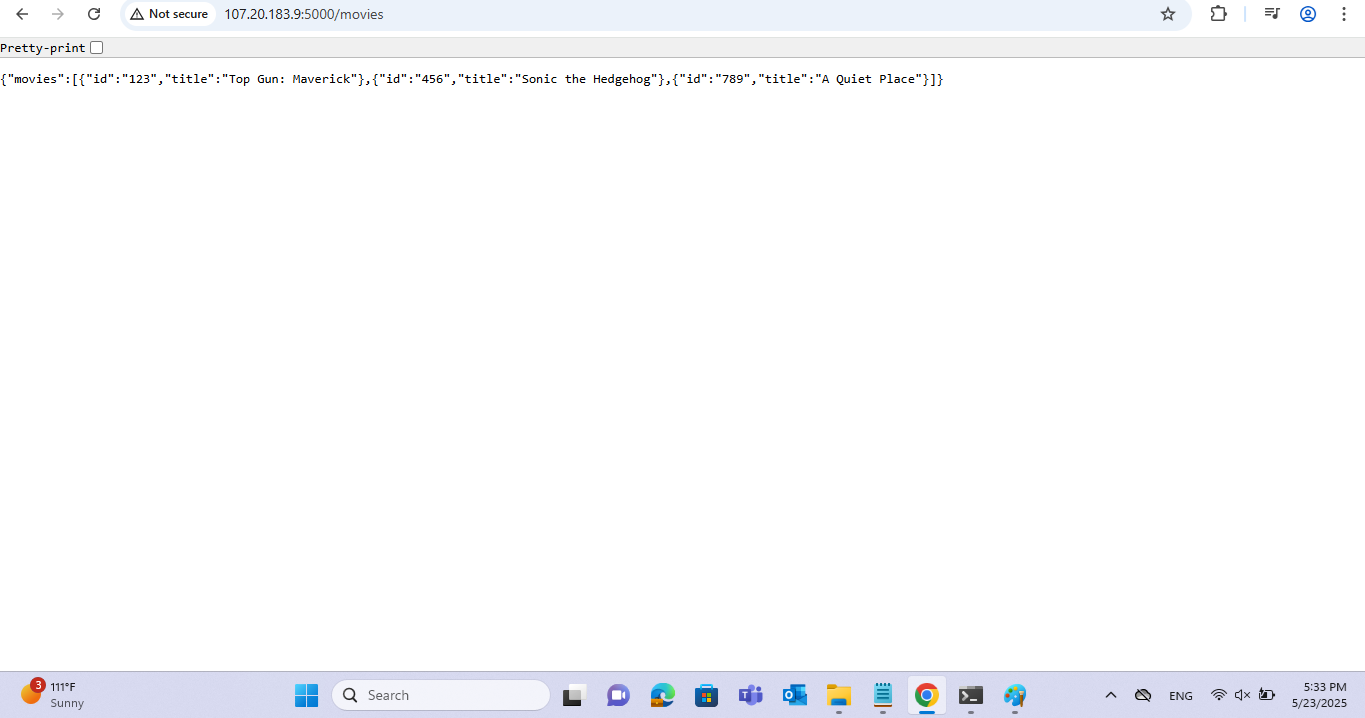 Not secure 107.20.183.9:5000/movies
Pretty-print
{"movies":[{"id":"123","title":"Top Gun: Maverick"},{"id":"456","title":"Sonic the Hedgehog"},{"id":"789","title":"A Quiet Place"}]}
3
111°F
Sunny
Search
ENG
5:33 PM
5/23/2025